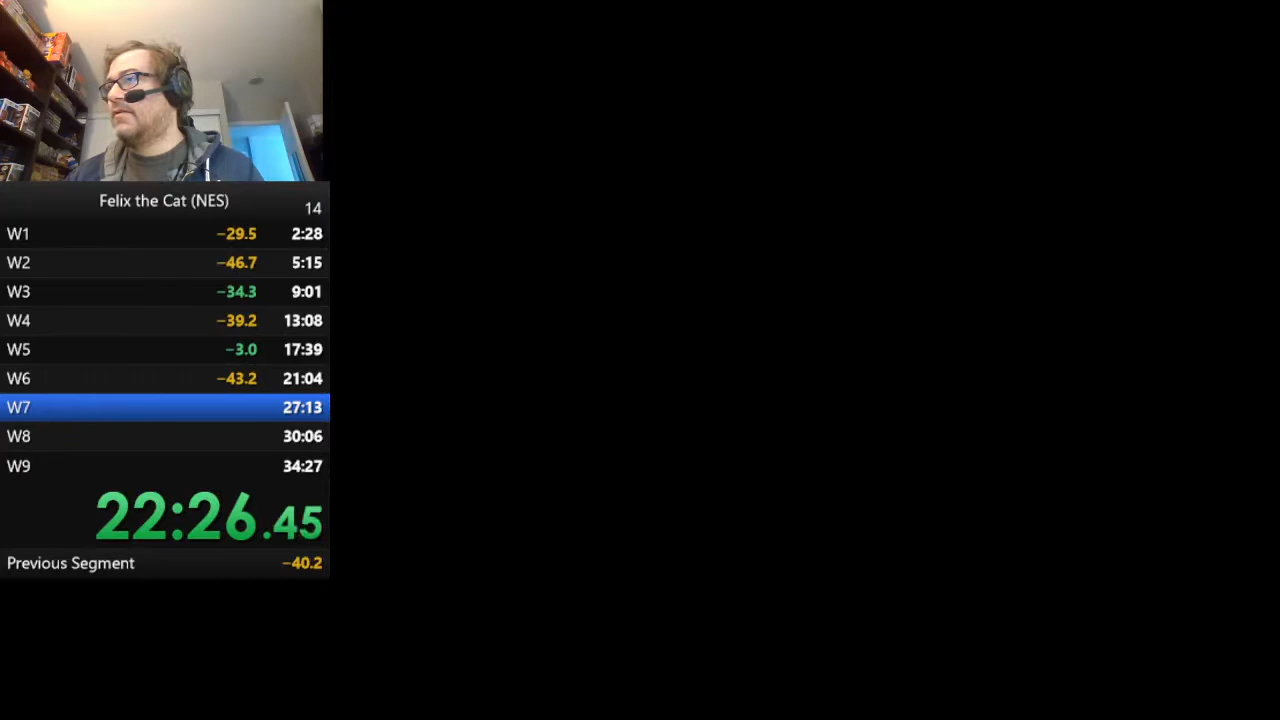 Felix the Cat (NES)
14
W1 −29.5 2:28
W2 −46.7 5:15
W3 −34.3 9:01
W4 −39.2 13:08
W5 −3.0 17:39
W6 −43.2 21:04
W7 27:13
W8 30:06
W9 34:27
22:26.45
Previous Segment −40.2